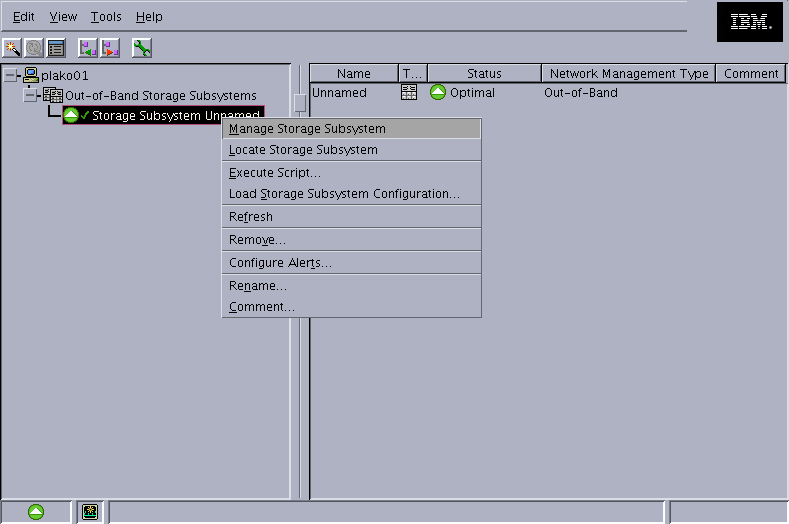 Edit View Tools Help
IBM.
plako01
Out-of-Band Storage Subsystems
Storage Subsystem Unnamed
Name T... Status Network Management Type Comment
Unnamed Optimal Out-of-Band
Manage Storage Subsystem
Locate Storage Subsystem
Execute Script...
Load Storage Subsystem Configuration...
Refresh
Remove...
Configure Alerts...
Rename...
Comment...